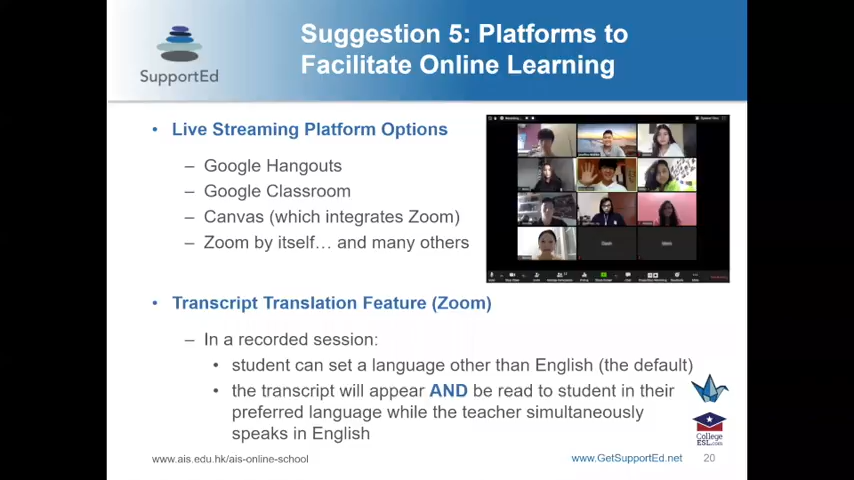 SupportEd
Suggestion 5: Platforms to
Facilitate Online Learning
• Live Streaming Platform Options
– Google Hangouts
– Google Classroom
– Canvas (which integrates Zoom)
– Zoom by itself… and many others
• Transcript Translation Feature (Zoom)
– In a recorded session:
• student can set a language other than English (the default)
• the transcript will appear AND be read to student in their
preferred language while the teacher simultaneously
speaks in English
College
ESL.com
www.ais.edu.hk/ais-online-school
www.GetSupportEd.net
20